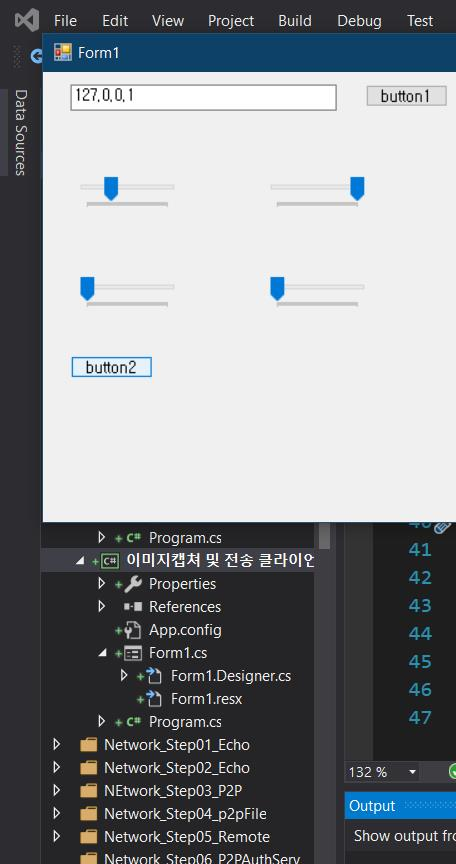 File Edit View Project Build Debug Test
Form1
127,0,0,1 button1
Data Sources
button2
Program.cs
이미지캡쳐 및 전송 클라이언
Properties
References
App.config
Form1.cs
Form1.Designer.cs
Form1.resx
Program.cs
Network_Step01_Echo
Network_Step02_Echo
NEtwork_Step03_P2P
Network_Step04_p2pFile
Network_Step05_Remote
Network_Step06_P2PAuthServ
41
42
43
44
45
46
47
132 %
Output
Show output fro